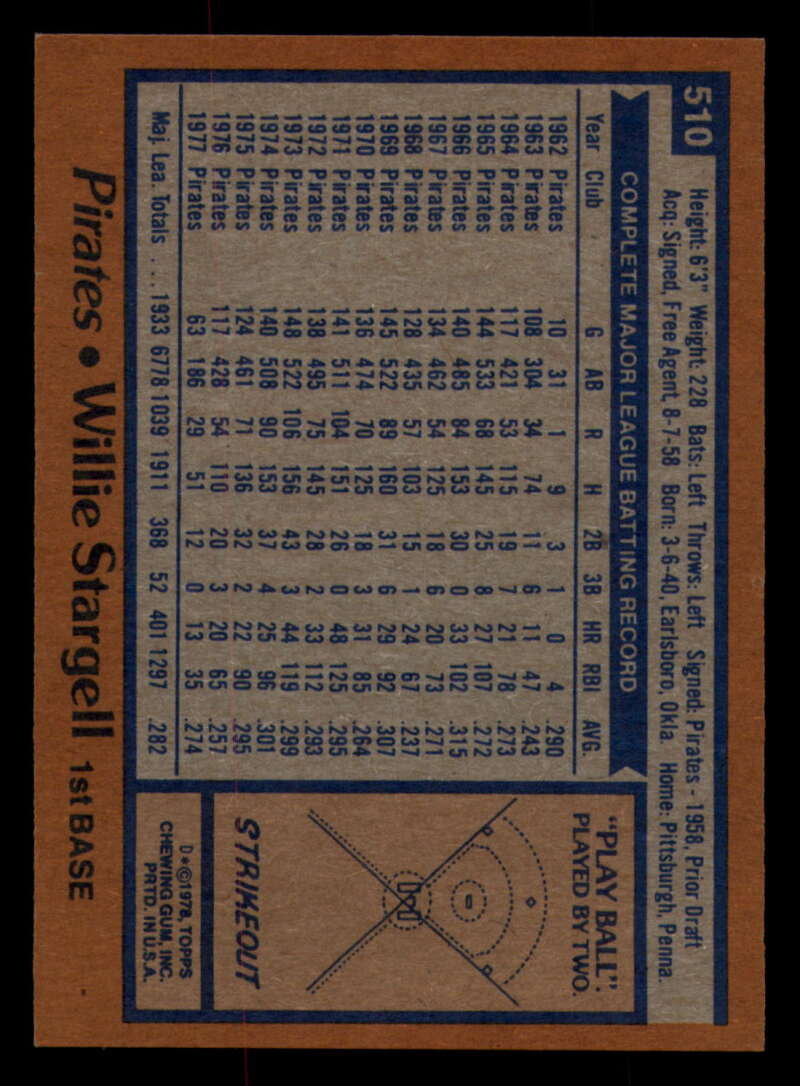 510
Height: 6'3" Weight: 228 Bats: Left Throws: Left Signed: Pirates - 1958, Prior Draft
Acq: Signed, Free Agent, 8-7-58 Born: 3-6-40, Earlsboro, Okla. Home: Pittsburgh, Penna.
COMPLETE MAJOR LEAGUE BATTING RECORD
Year Club G AB R H 2B 3B HR RBI AVG.
1962 Pirates 10 31 1 9 3 1 0 4 .290
1963 Pirates 108 304 34 74 11 6 11 47 .243
1964 Pirates 117 421 53 115 19 7 21 78 .273
1965 Pirates 144 533 68 145 25 8 27 107 .272
1966 Pirates 140 485 84 153 30 0 33 102 .315
1967 Pirates 134 462 54 125 18 6 20 73 .271
1968 Pirates 128 435 57 103 15 1 24 67 .237
1969 Pirates 145 522 89 160 31 6 29 92 .307
1970 Pirates 136 474 70 125 18 3 31 85 .264
1971 Pirates 141 511 104 151 26 0 48 125 .295
1972 Pirates 138 495 75 145 28 2 33 112 .293
1973 Pirates 148 522 106 156 43 3 44 119 .299
1974 Pirates 140 508 90 153 37 4 25 96 .301
1975 Pirates 124 461 71 136 32 2 22 90 .295
1976 Pirates 117 428 54 110 20 3 20 65 .257
1977 Pirates 63 186 29 51 12 0 13 35 .274
Maj. Lea. Totals . . . 1933 6778 1039 1911 368 52 401 1297 .282
"PLAY BALL":
PLAYED BY TWO.
STRIKEOUT
D*©1978, TOPPS
CHEWING GUM, INC.
PRTD. IN U.S.A.
Pirates • Willie Stargell 1st BASE